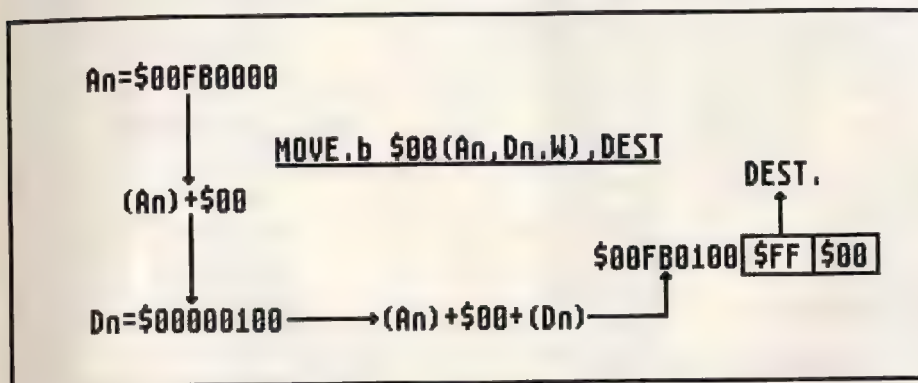 An=$00FB0000
MOVE.b $00(An,Dn.W),DEST
DEST.
(An)+$00
$00FB0100 $FF $00
Dn=$00000100 (An)+$00+(Dn)